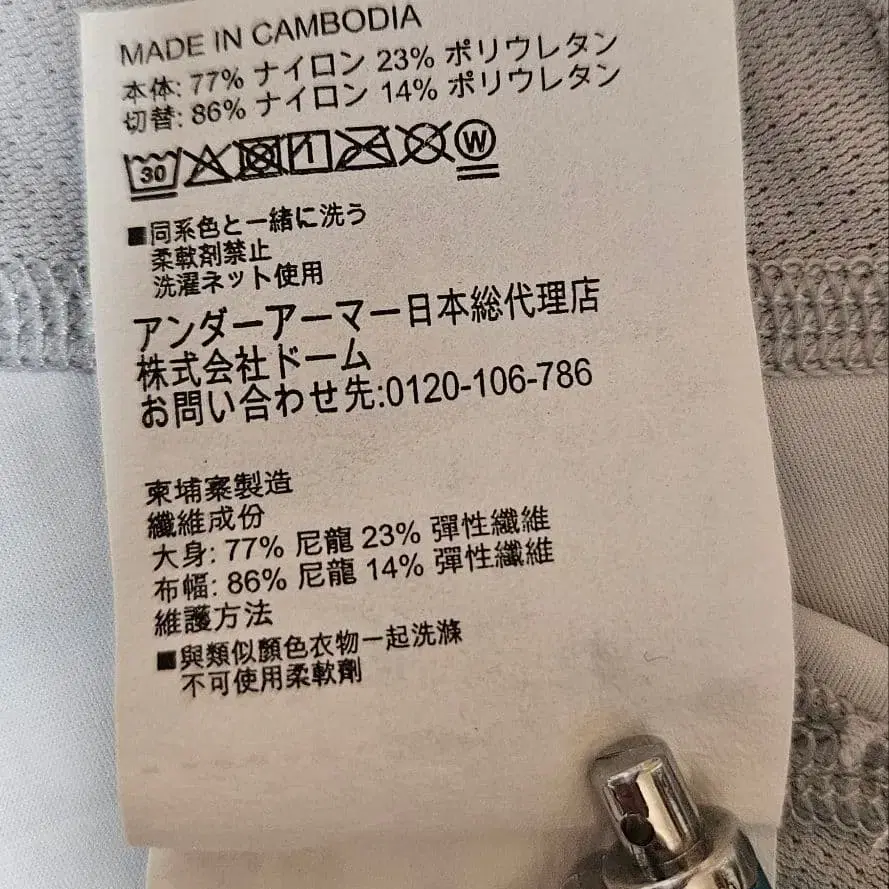 MADE IN CAMBODIA
本体: 77% ナイロン 23% ポリウレタン
切替: 86% ナイロン 14% ポリウレタン
30 W
■同系色と一緒に洗う
柔軟剤禁止
洗濯ネット使用
アンダーアーマー日本総代理店
株式会社ドーム
お問い合わせ先:0120-106-786
柬埔寨製造
纖維成份
大身: 77% 尼龍 23% 彈性纖維
布幅: 86% 尼龍 14% 彈性纖維
維護方法
■與類似顏色衣物一起洗滌
不可使用柔軟劑